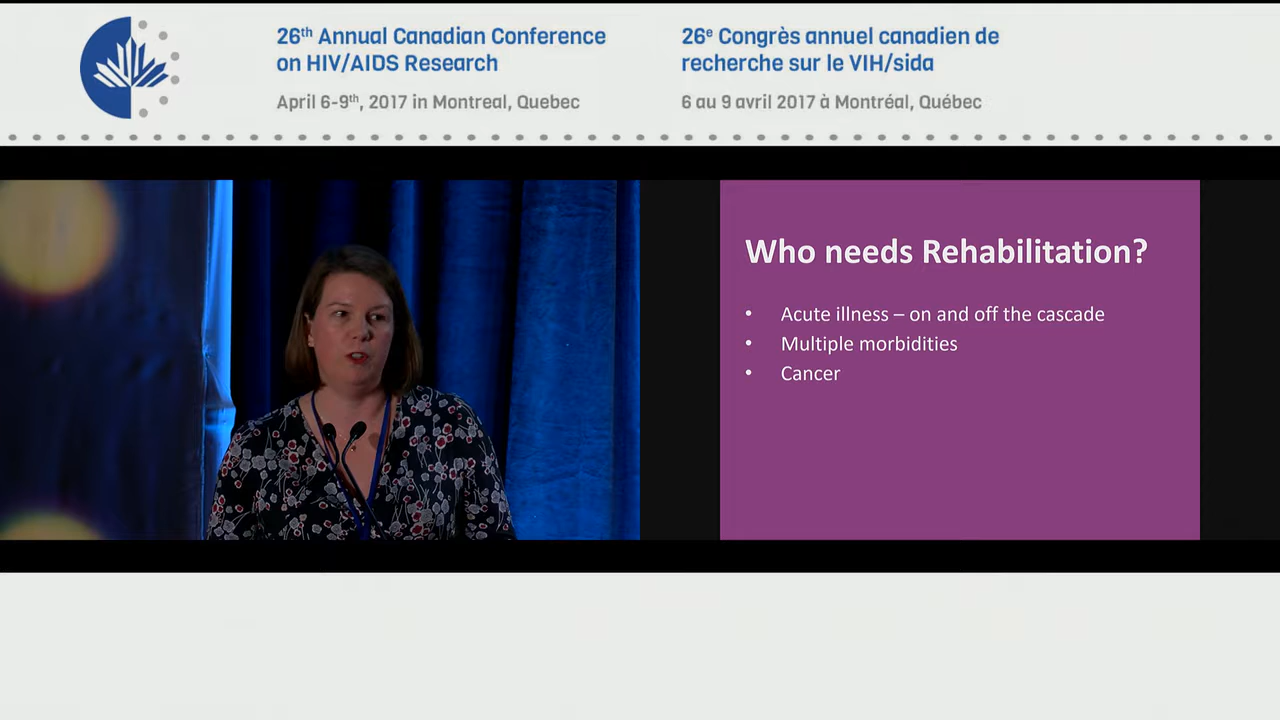 26th Annual Canadian Conference
on HIV/AIDS Research
April 6-9th, 2017 in Montreal, Quebec
26e Congrès annuel canadien de
recherche sur le VIH/sida
6 au 9 avril 2017 à Montréal, Québec
Who needs Rehabilitation?
• Acute illness – on and off the cascade
• Multiple morbidities
• Cancer